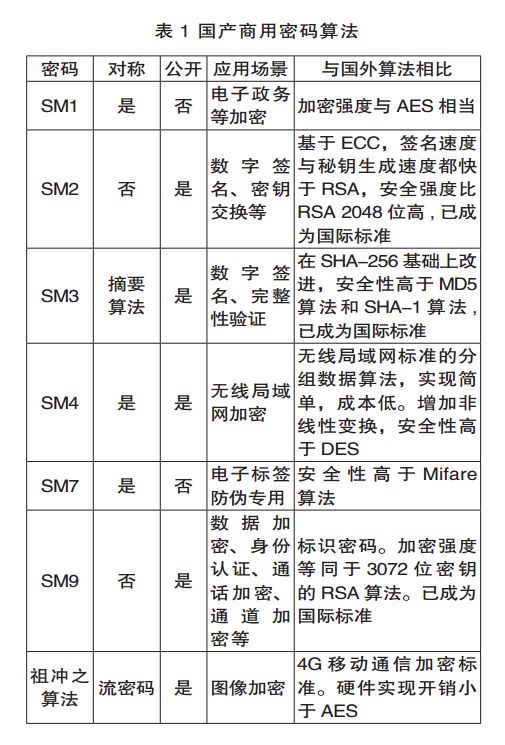 表 1 国产商用密码算法
密码 对称 公开 应用场景 与国外算法相比
SM1 是 否 电子政务等加密 加密强度与 AES 相当
SM2 否 是 数字签名、密钥交换等 基于 ECC，签名速度与秘钥生成速度都快于 RSA，安全强度比 RSA 2048 位高，已成为国际标准
SM3 摘要算法 是 数字签名、完整性验证 在 SHA-256 基础上改进，安全性高于 MD5 算法和 SHA-1 算法，已成为国际标准
SM4 是 是 无线局域网加密 无线局域网标准的分组数据算法，实现简单，成本低。增加非线性变换，安全性高于 DES
SM7 是 否 电子标签防伪专用 安全性高于 Mifare 算法
SM9 否 是 数据加密、身份认证、通话加密、通道加密等 标识密码。加密强度等同于 3072 位密钥的 RSA 算法。已成为国际标准
祖冲之算法 流密码 是 图像加密 4G 移动通信加密标准。硬件实现开销小于 AES